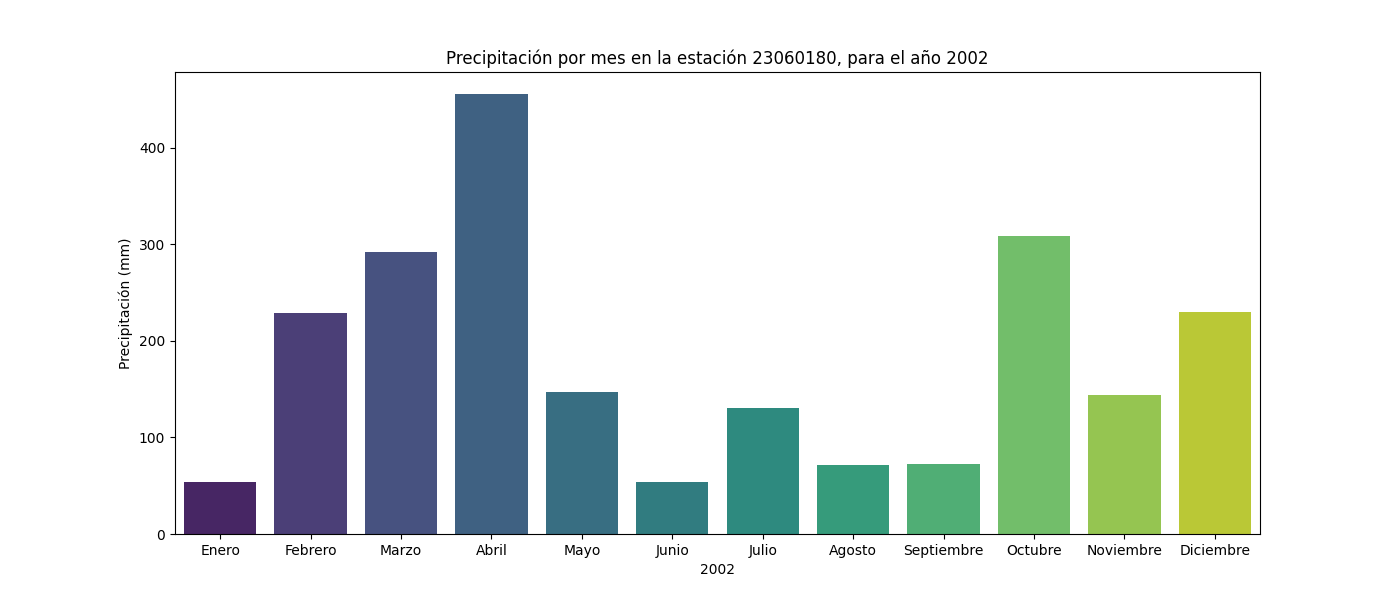 Precipitación por mes en la estación 23060180, para el año 2002
Precipitación (mm)
400
300
200
100
0
Enero Febrero Marzo Abril Mayo Junio Julio Agosto Septiembre Octubre Noviembre Diciembre
2002